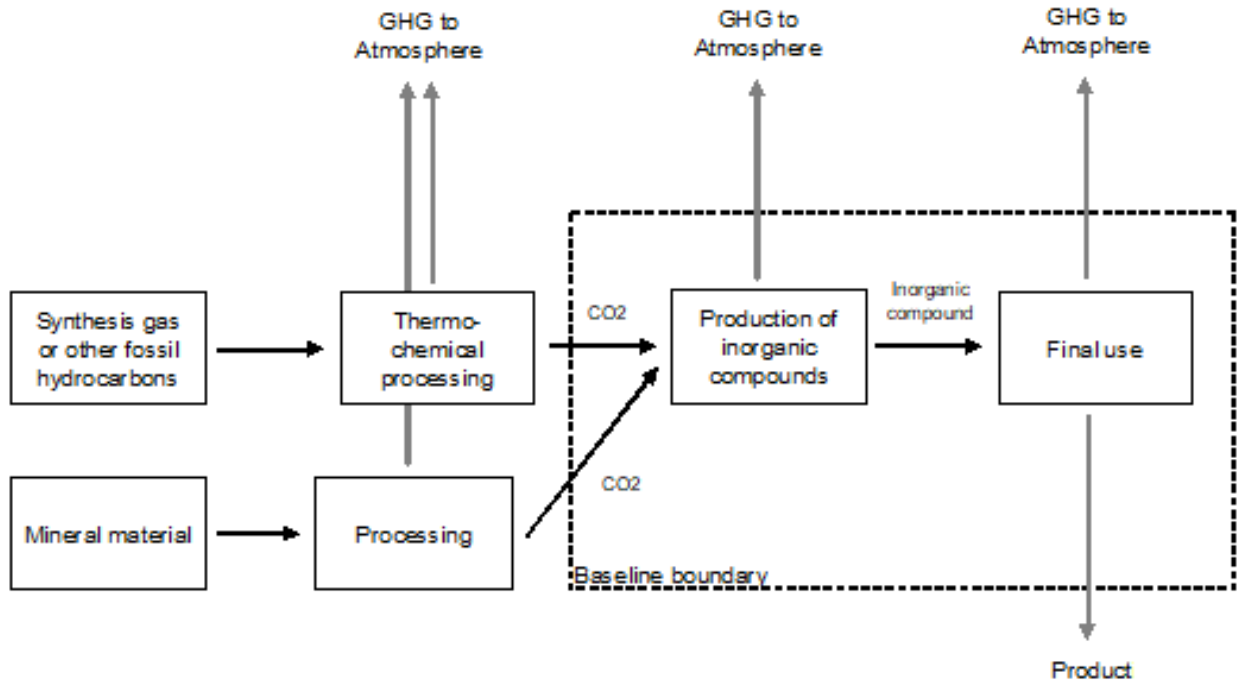 GHG to
Atmosphere
GHG to
Atmosphere
GHG to
Atmosphere
Synthesis gas
or other fossil
hydrocarbons
Thermo-
chemical
processing
CO2
Production of
inorganic
compounds
Inorganic
compound
Final use
Mineral material
Processing
CO2
Baseline boundary
Product